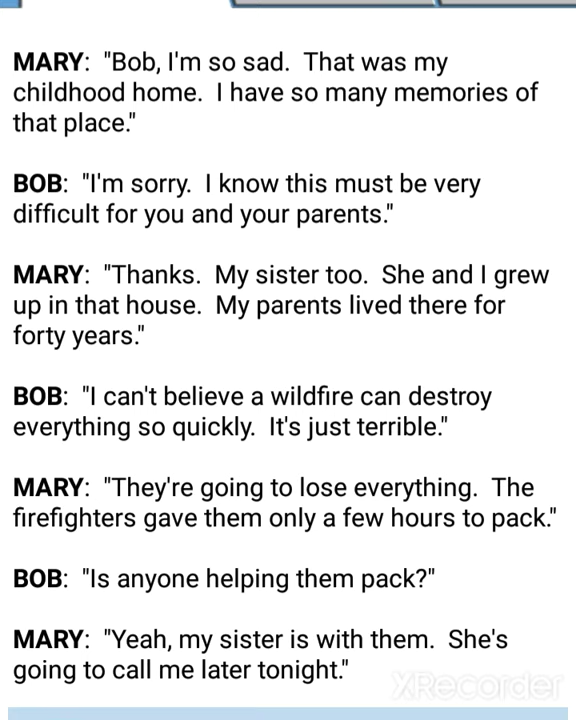 MARY:  "Bob, I'm so sad.  That was my
childhood home.  I have so many memories of
that place."
BOB:  "I'm sorry.  I know this must be very
difficult for you and your parents."
MARY:  "Thanks.  My sister too.  She and I grew
up in that house.  My parents lived there for
forty years."
BOB:  "I can't believe a wildfire can destroy
everything so quickly.  It's just terrible."
MARY:  "They're going to lose everything.  The
firefighters gave them only a few hours to pack."
BOB:  "Is anyone helping them pack?"
MARY:  "Yeah, my sister is with them.  She's
going to call me later tonight."
XRecorder